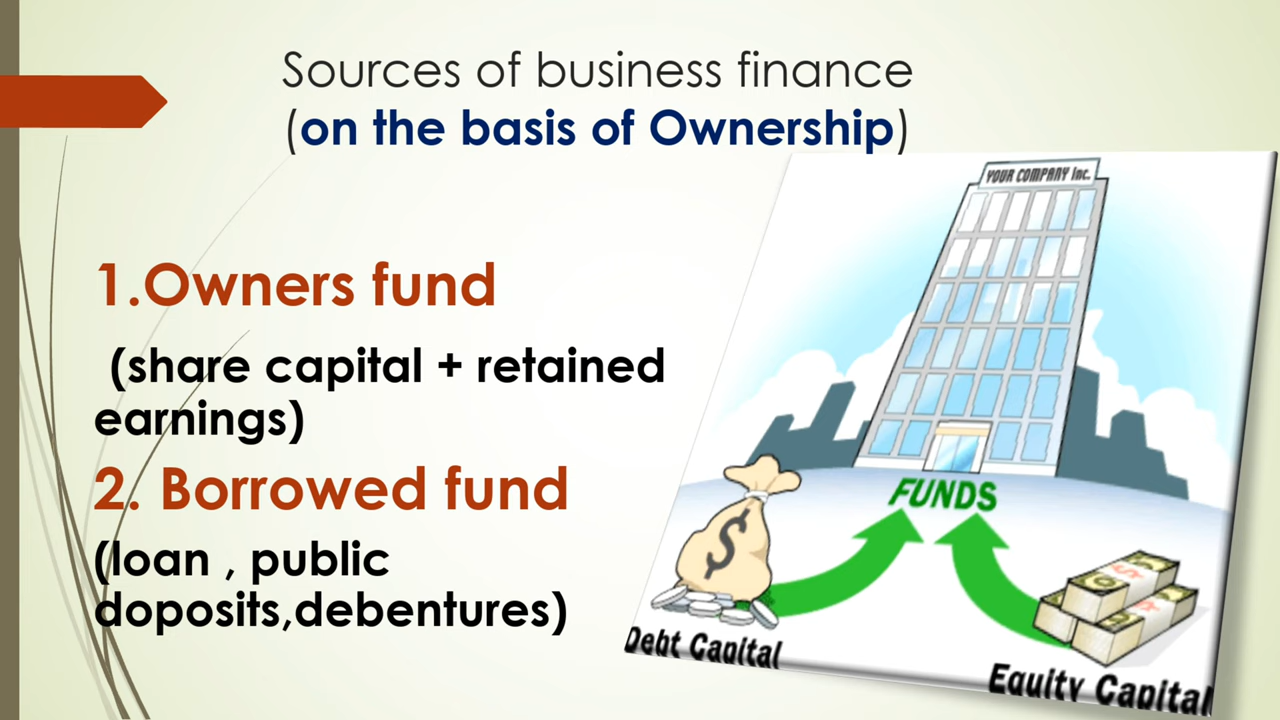 Sources of business finance
(on the basis of Ownership)
1.Owners fund
(share capital + retained
earnings)
2. Borrowed fund
(loan , public
doposits,debentures)
YOUR COMPANY Inc.
FUNDS
$
Debt Capital
Equity Capital